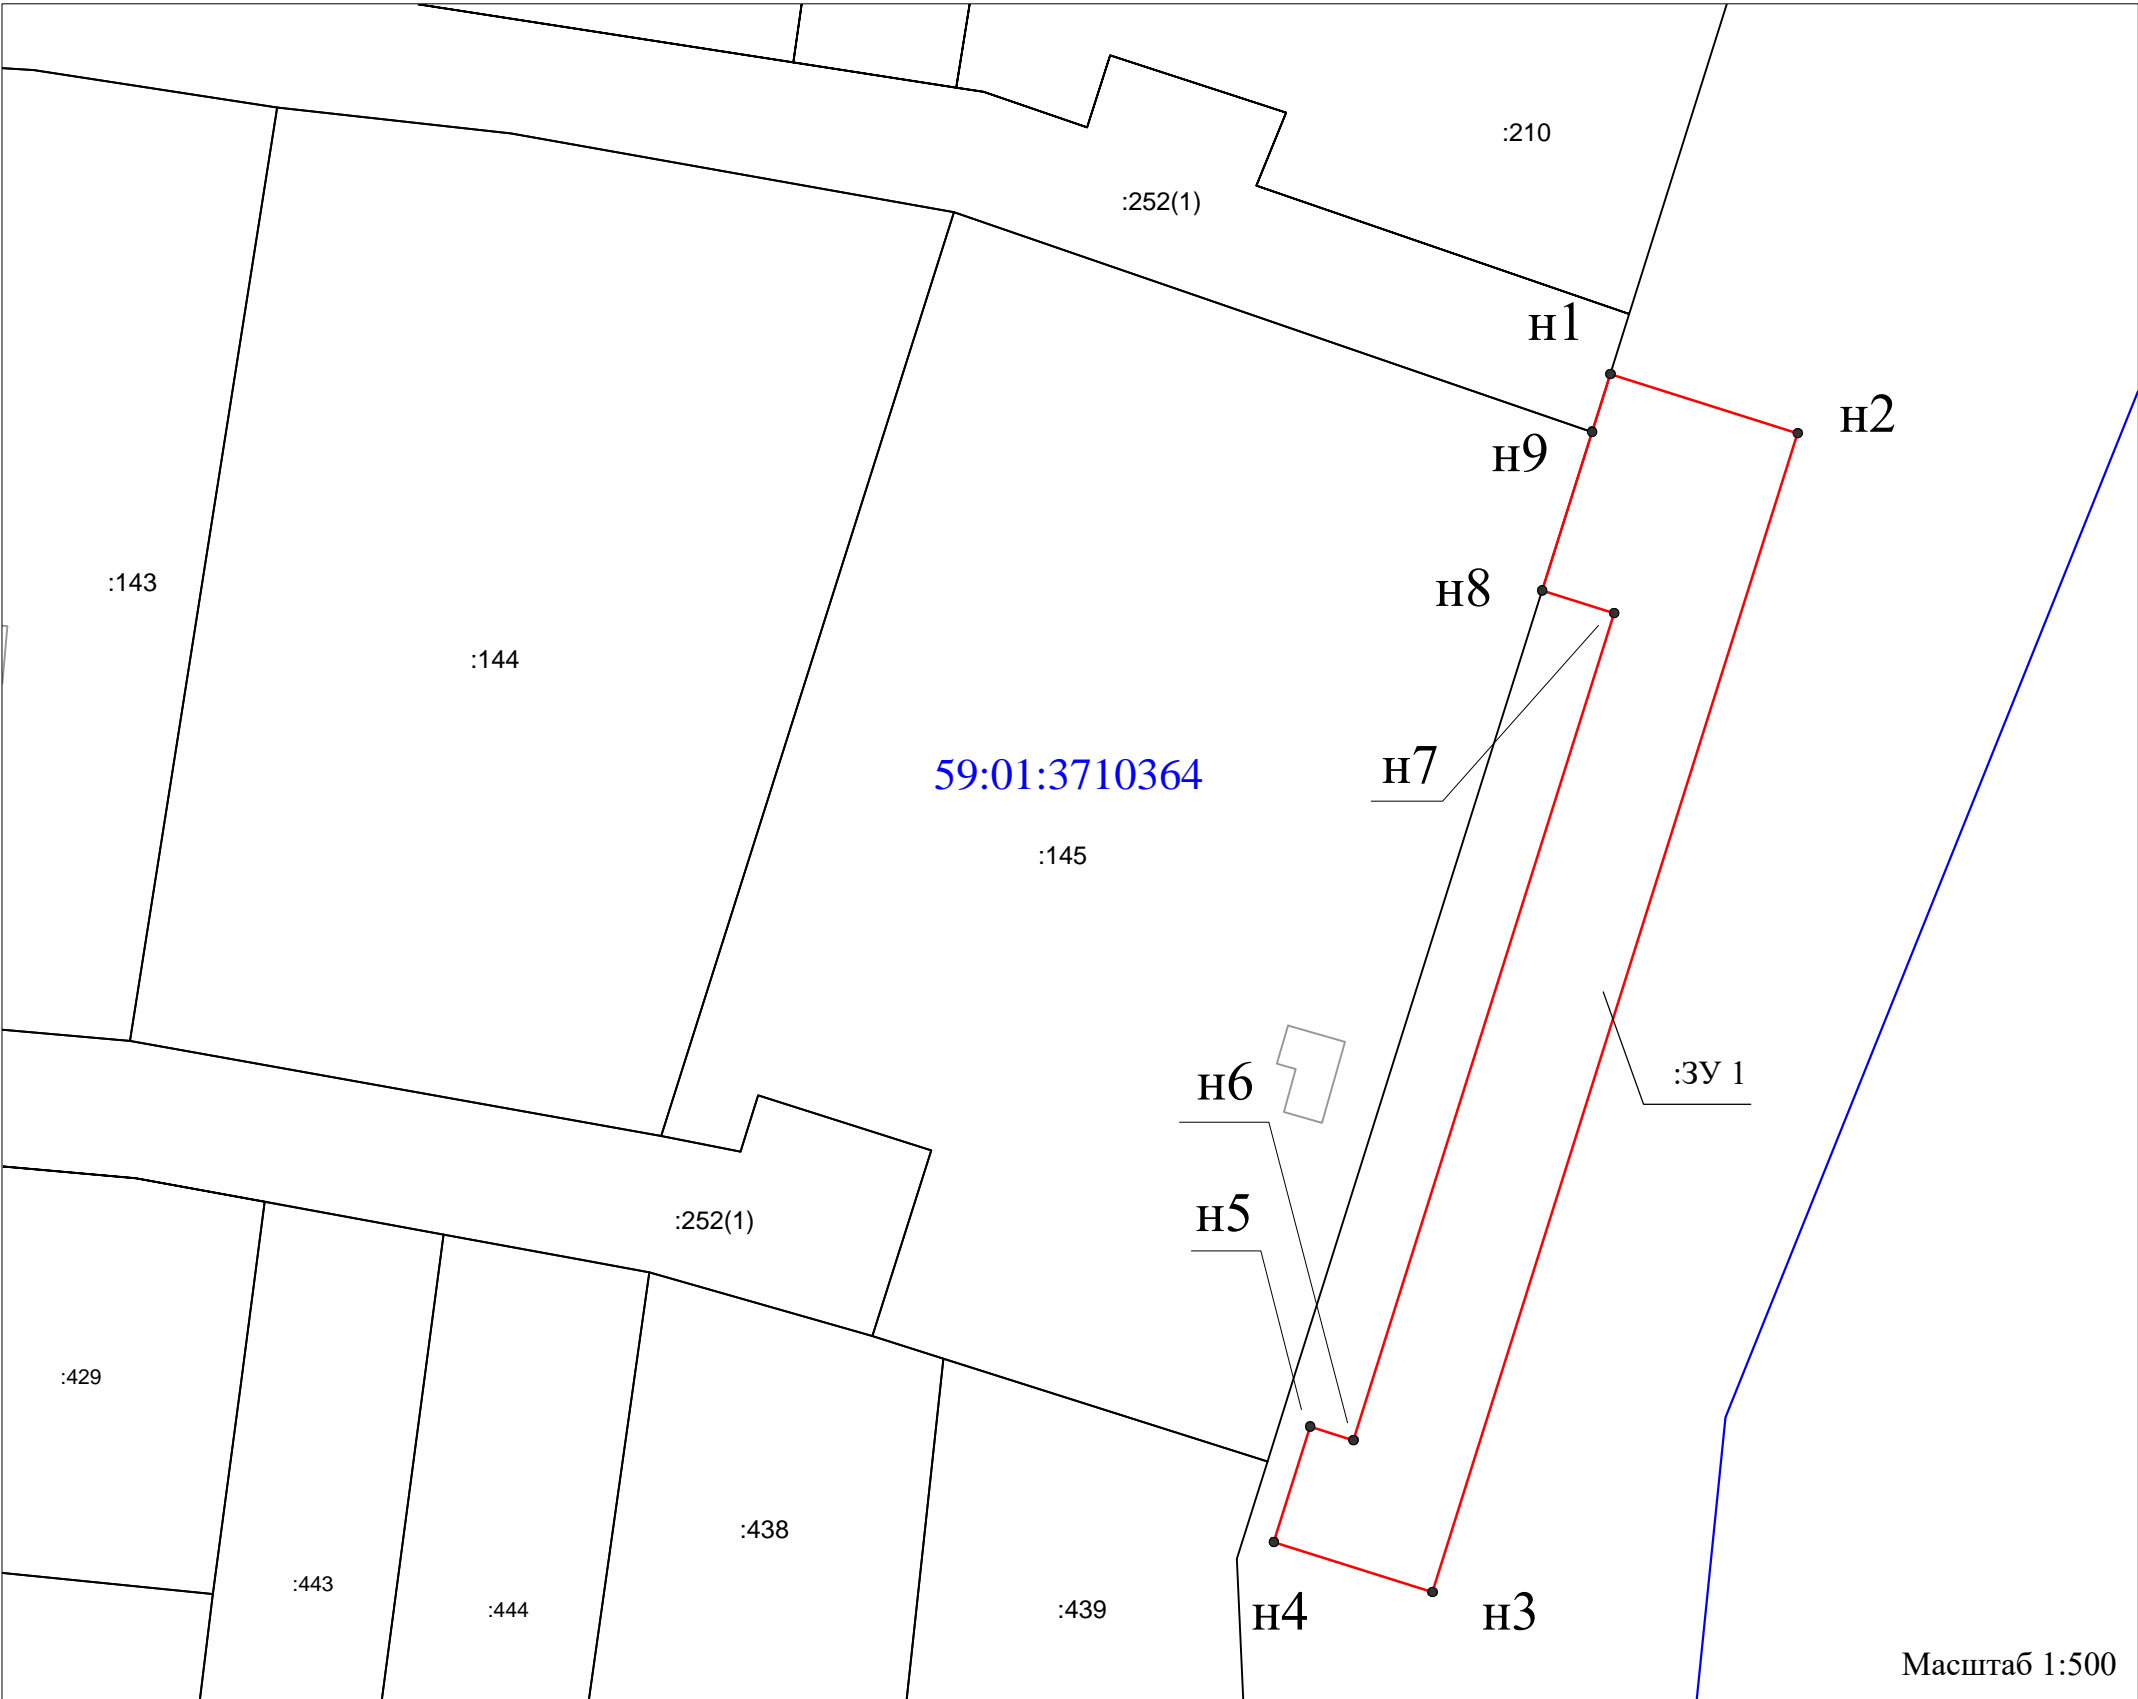 :210
:252(1)
н1
н2
н9
:143
н8
:144
н7
59:01:3710364
:145
:ЗУ 1
н6
н5
:252(1)
:429
:438
:443
:444
:439
н4
н3
Масштаб 1:500